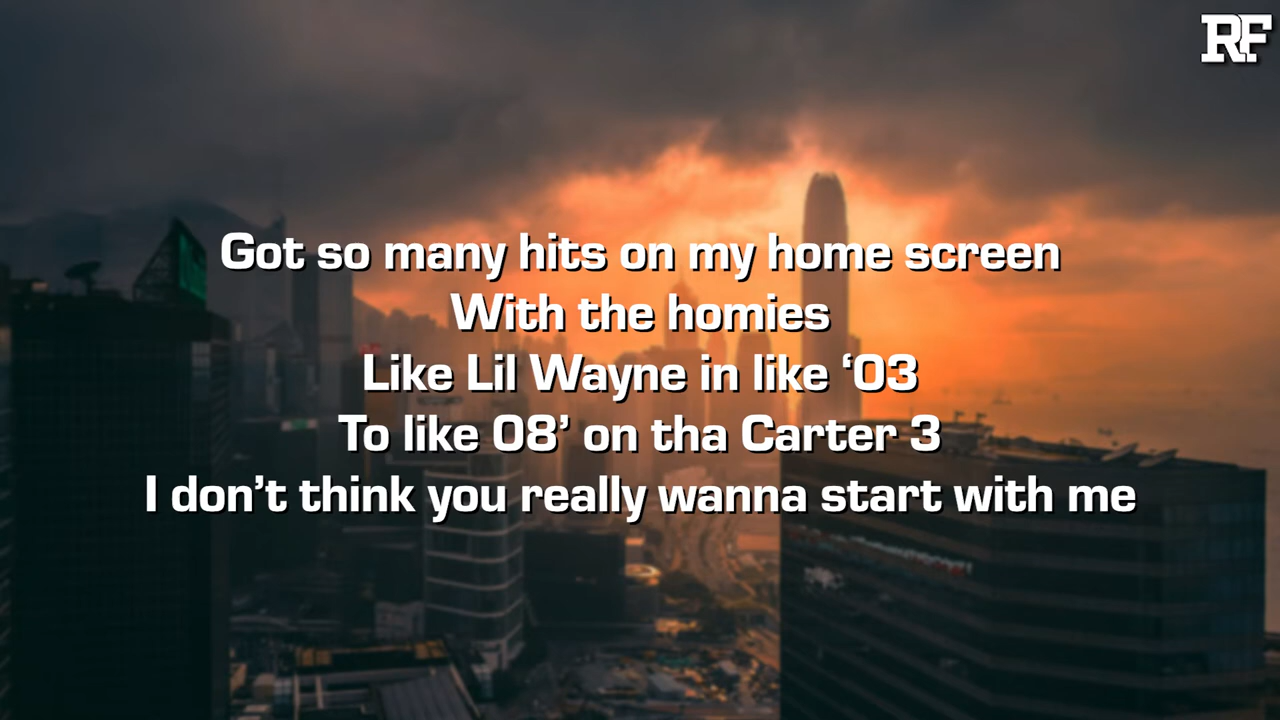 RF
Got so many hits on my home screen
With the homies
Like Lil Wayne in like ‘03
To like 08’ on tha Carter 3
I don’t think you really wanna start with me